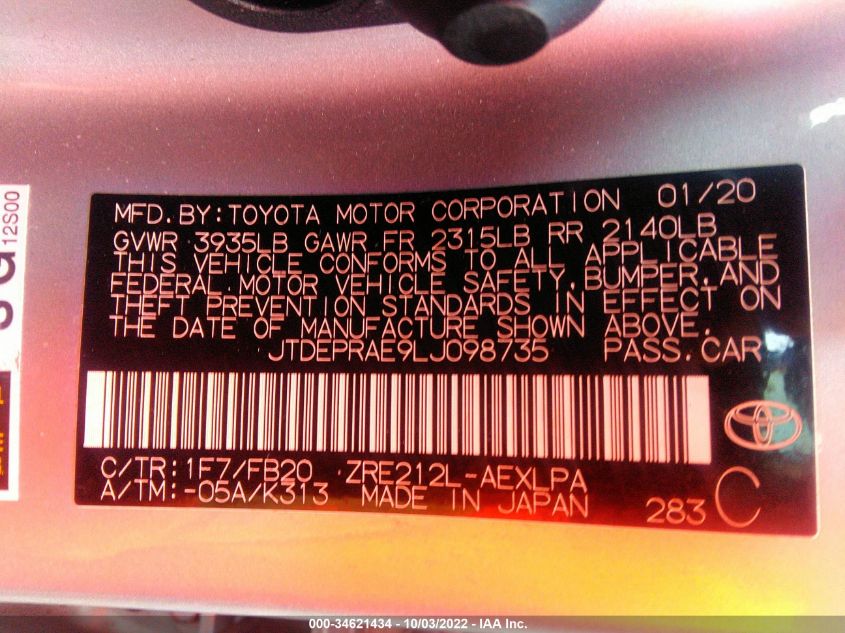 MFD. BY: TOYOTA MOTOR CORPORATION 01/20
GVWR 3935LB GAWR FR 2315LB RR 2140LB
THIS VEHICLE CONFORMS TO ALL APPLICABLE
FEDERAL MOTOR VEHICLE SAFETY, BUMPER, AND
THEFT PREVENTION STANDARDS IN EFFECT ON
THE DATE OF MANUFACTURE SHOWN ABOVE.
JTDEPRAE9LJ098735 PASS. CAR
C/TR: 1F7/FB20 ZRE212L-AEXLPA
A/TM: -05A/K313 MADE IN JAPAN 283 C
12S00
000-34621434 - 10/03/2022 - IAA Inc.